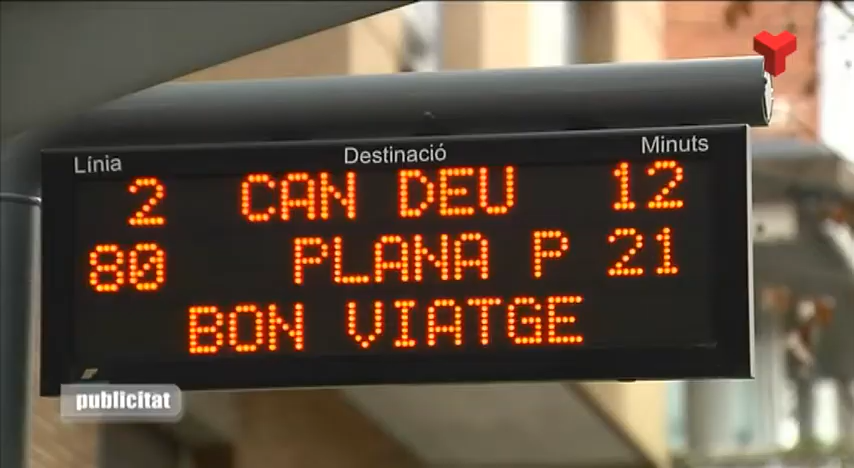 Línia Destinació Minuts
2 CAN DEU 12
80 PLANA P 21
BON VIATGE
publicitat